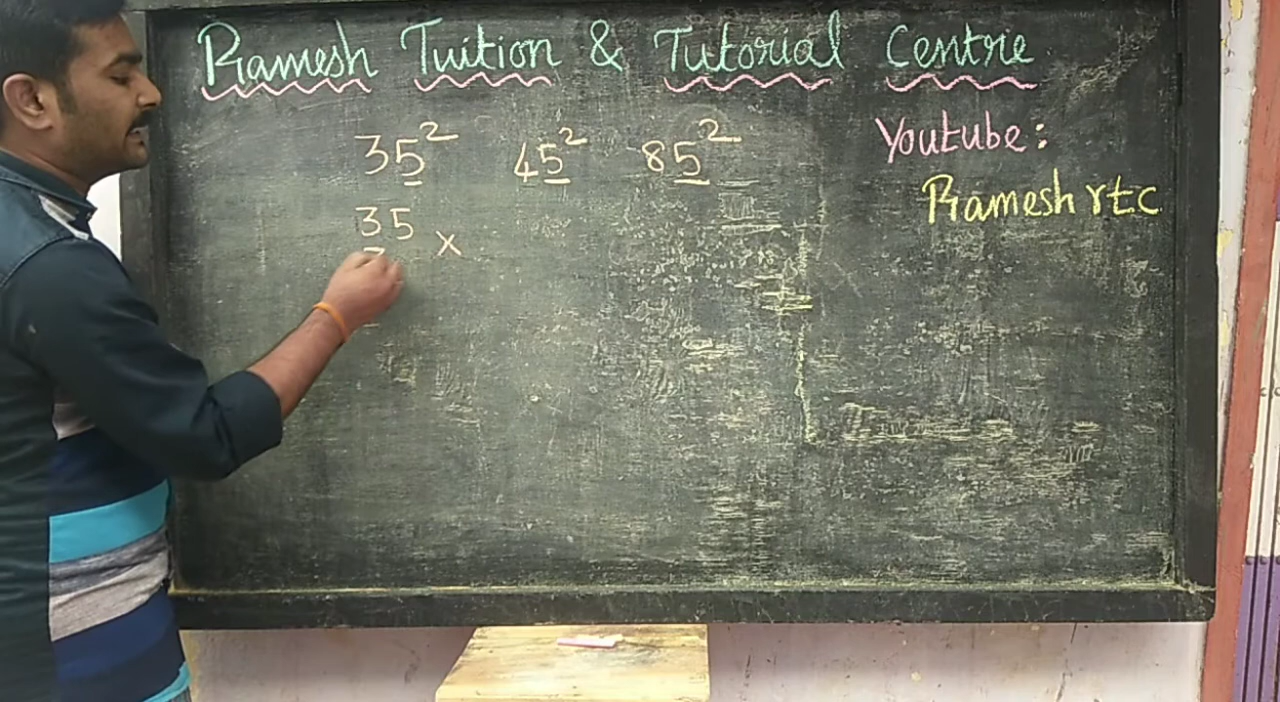 Ramesh Tuition & Tutorial Centre
35² 45² 85²
Youtube:
Ramesh rtc
35
x